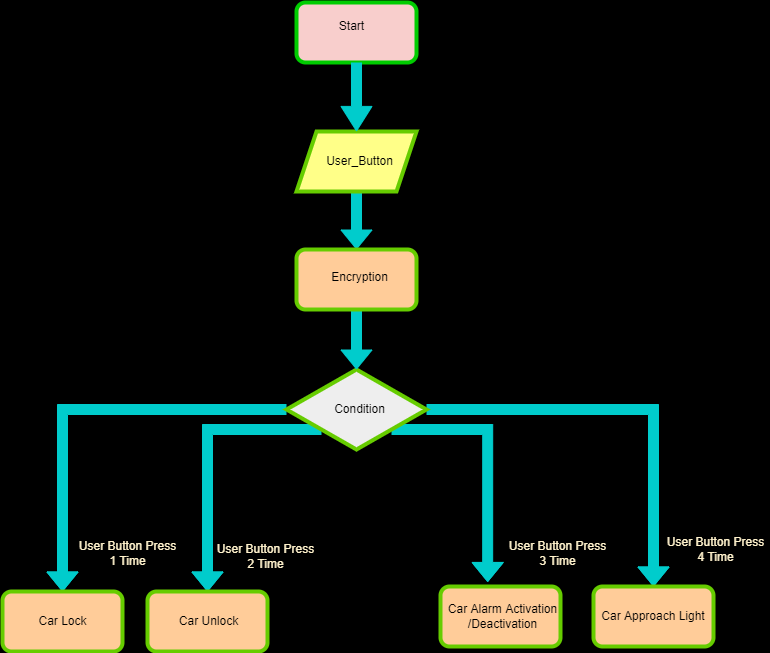 Start
User_Button
Encryption
Condition
User Button Press
1 Time
User Button Press
2 Time
User Button Press
3 Time
User Button Press
4 Time
Car Lock
Car Unlock
Car Alarm Activation
/Deactivation
Car Approach Light